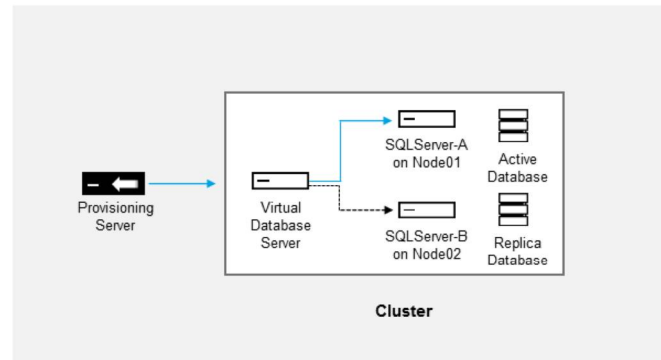 Provisioning
Server
Virtual
Database
Server
SQLServer-A
on Node01
Active
Database
SQLServer-B
on Node02
Replica
Database
Cluster